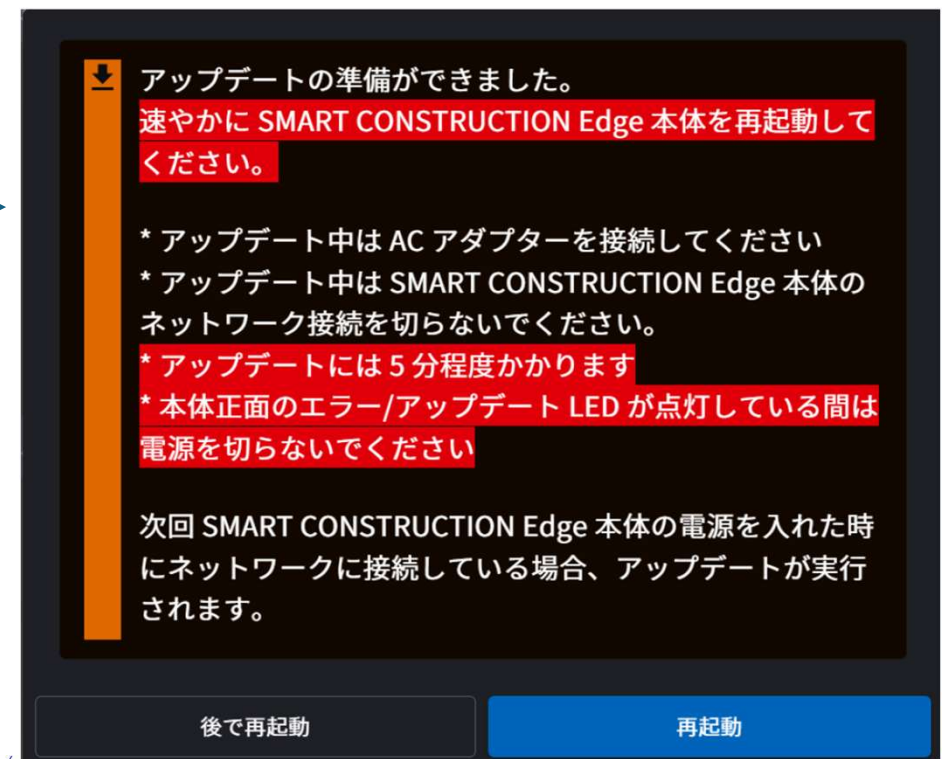 アップデートの準備ができました。
速やかに SMART CONSTRUCTION Edge 本体を再起動して
ください。
* アップデート中は AC アダプターを接続してください
* アップデート中は SMART CONSTRUCTION Edge 本体の
ネットワーク接続を切らないでください。
* アップデートには 5 分程度かかります
* 本体正面のエラー/アップデート LED が点灯している間は
電源を切らないでください
次回 SMART CONSTRUCTION Edge 本体の電源を入れた時
にネットワークに接続している場合、アップデートが実行
されます。
後で再起動
再起動